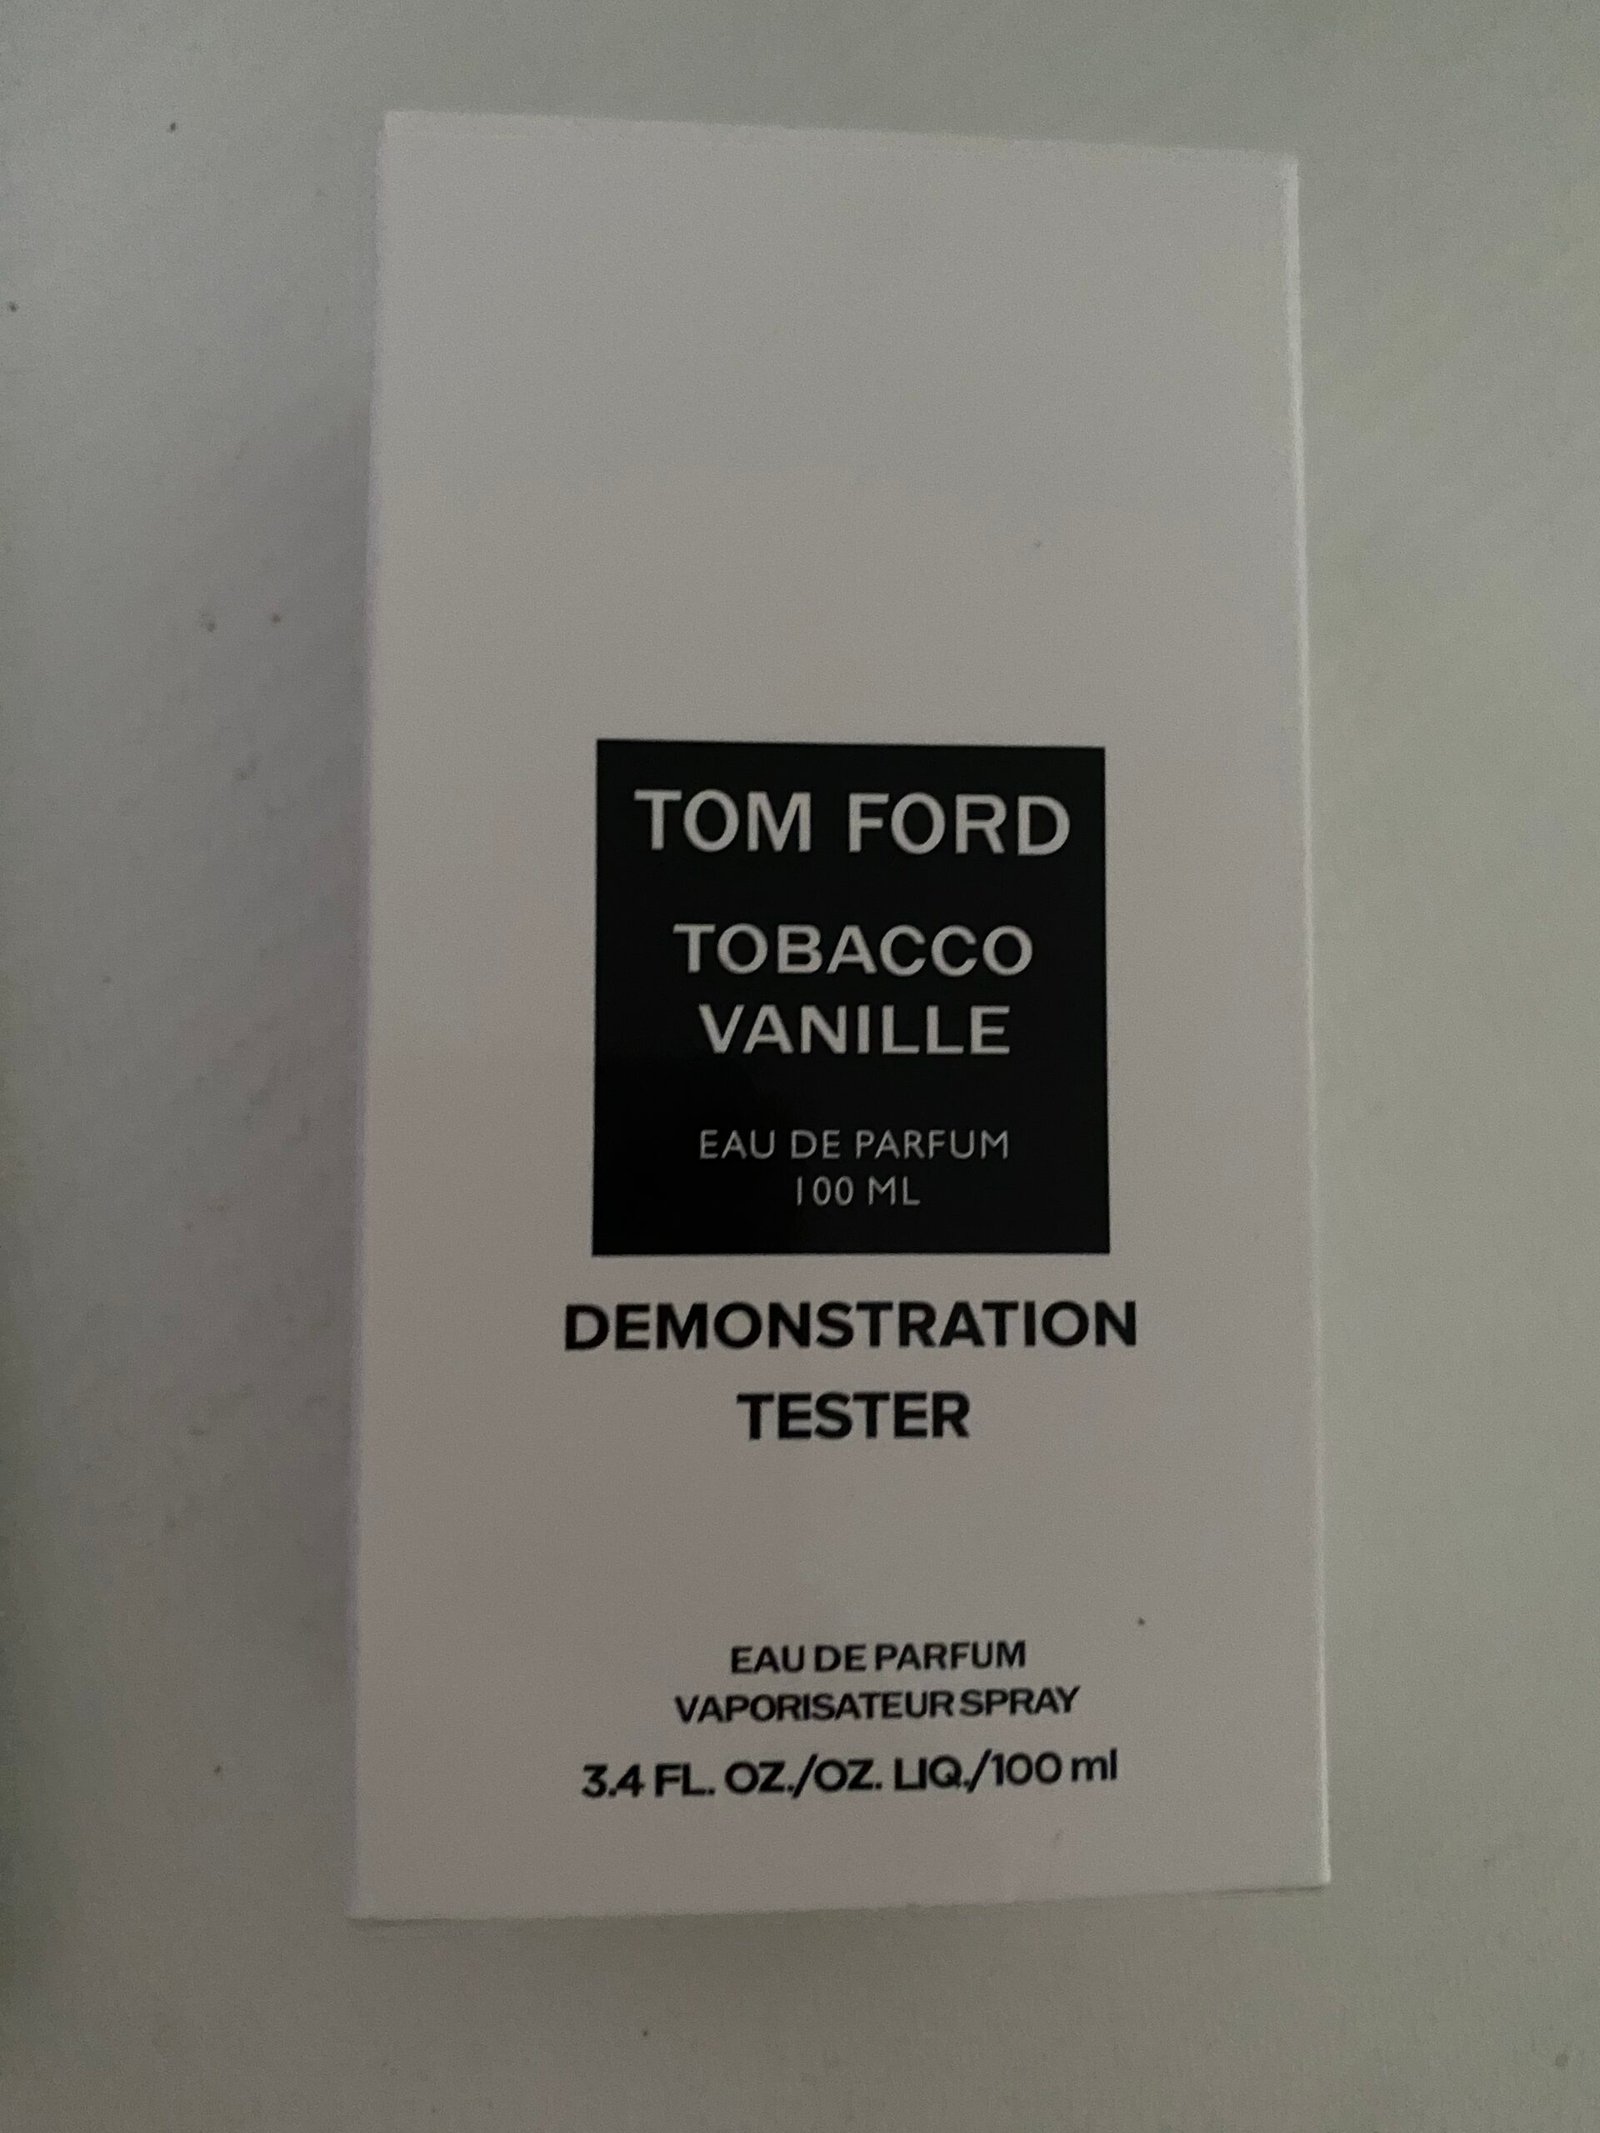 TOM FORD
TOBACCO
VANILLE
EAU DE PARFUM
100 ML
DEMONSTRATION
TESTER
EAU DE PARFUM
VAPORISATEUR SPRAY
3.4 FL. OZ./OZ. LIQ./100 ml